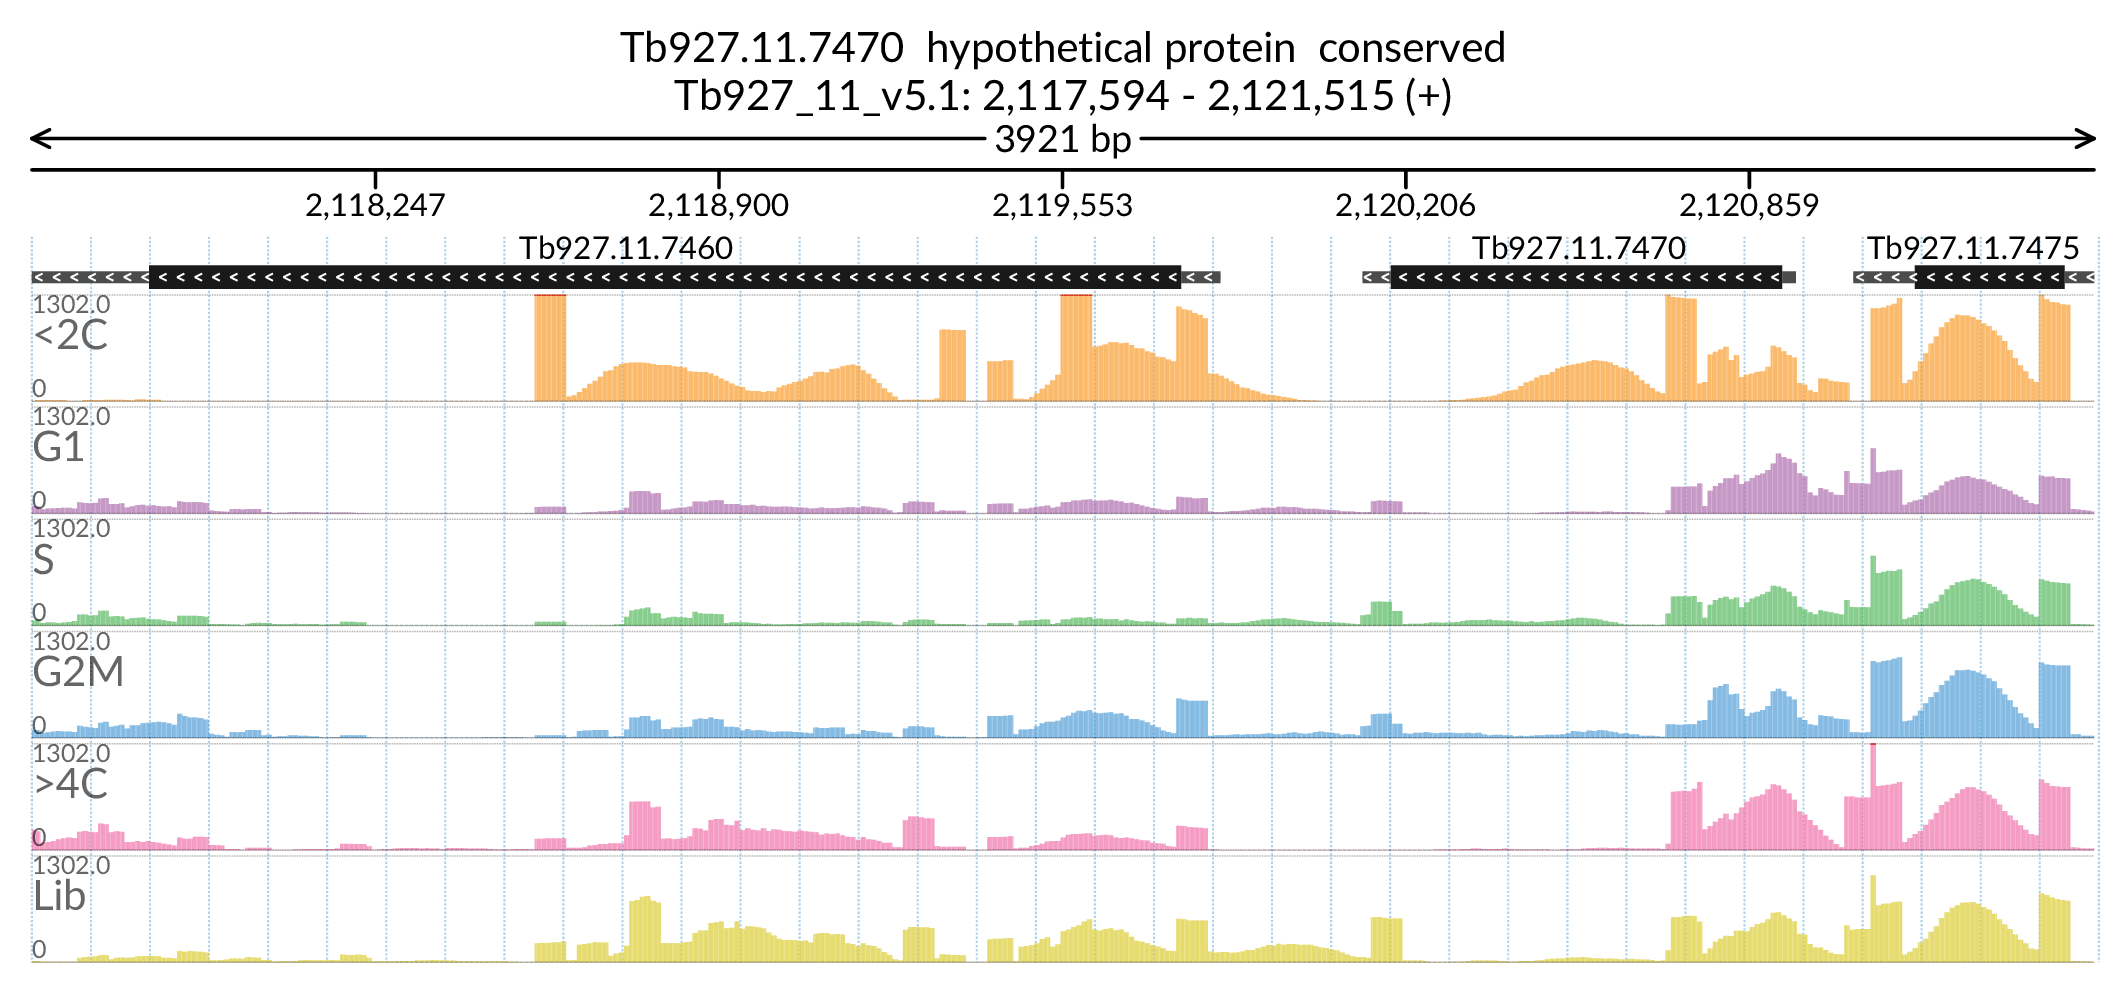 Tb927.11.7470  hypothetical protein  conserved
Tb927_11_v5.1: 2,117,594 - 2,121,515 (+)
3921 bp
2,118,247 2,118,900 2,119,553 2,120,206 2,120,859
Tb927.11.7460 Tb927.11.7470 Tb927.11.7475
1302.0
<2C
0
1302.0
G1
0
1302.0
S
0
1302.0
G2M
0
1302.0
>4C
0
1302.0
Lib
0